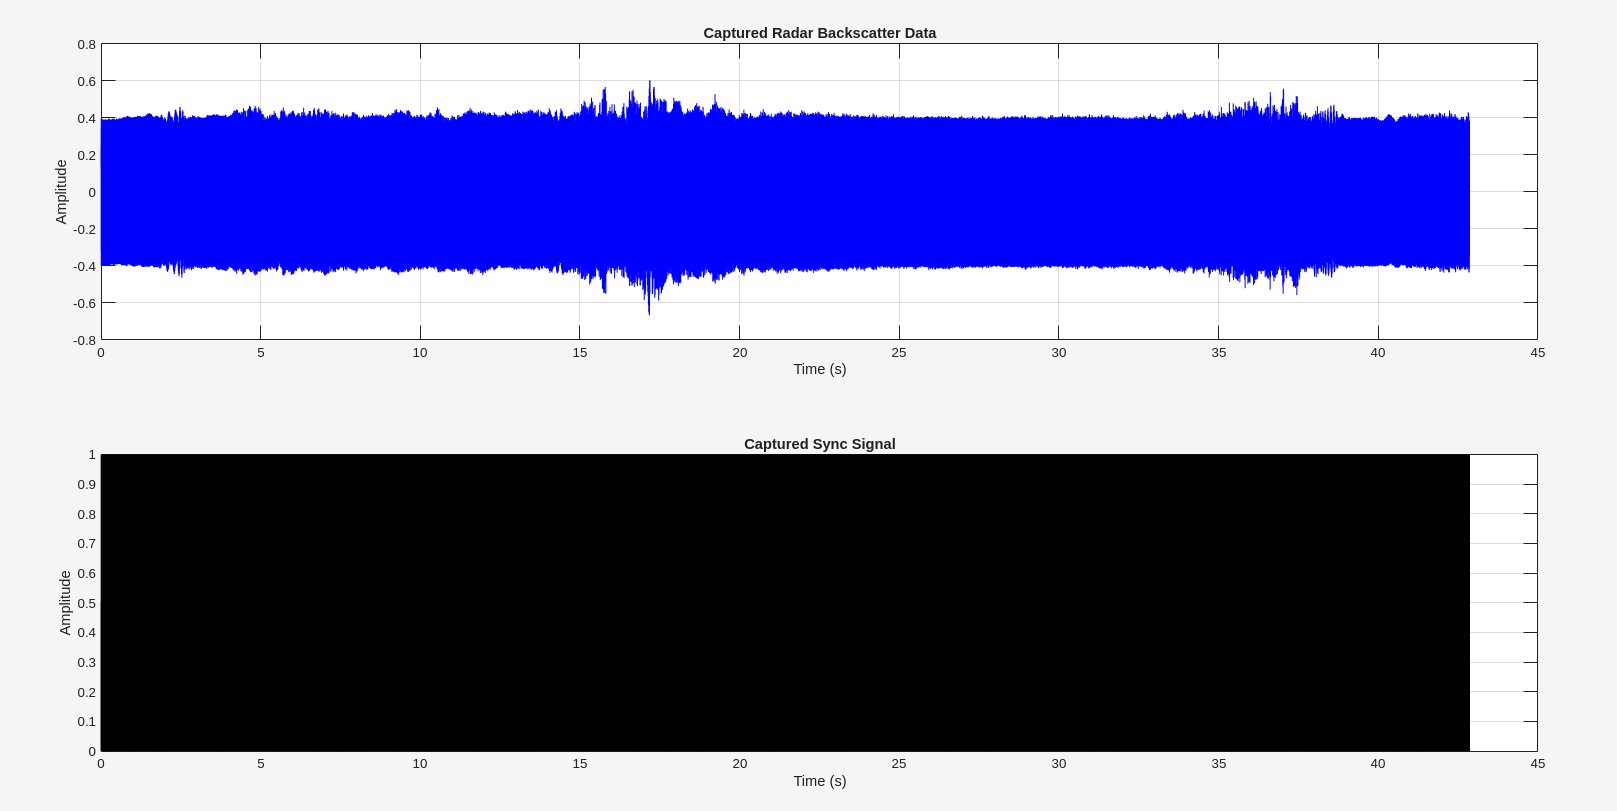 Captured Radar Backscatter Data
0.8
0.6
0.4
0.2
0
-0.2
-0.4
-0.6
-0.8
Amplitude
0 5 10 15 20 25 30 35 40 45
Time (s)
Captured Sync Signal
1
0.9
0.8
0.7
0.6
0.5
0.4
0.3
0.2
0.1
0
Amplitude
0 5 10 15 20 25 30 35 40 45
Time (s)